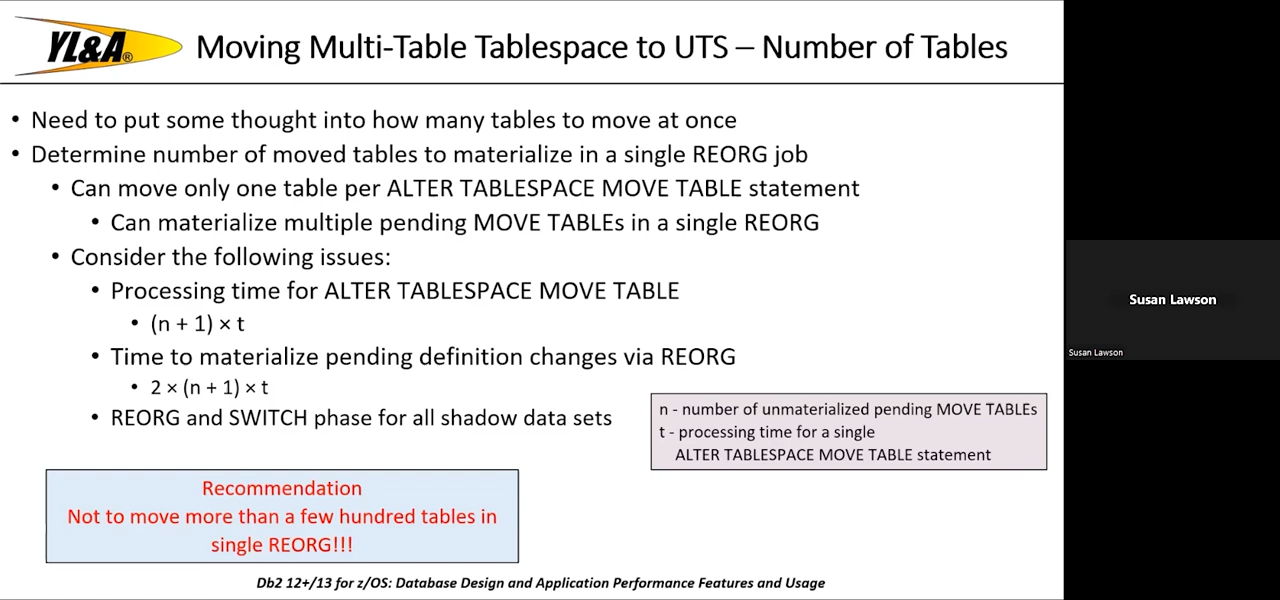 YL&A®
Moving Multi-Table Tablespace to UTS – Number of Tables
• Need to put some thought into how many tables to move at once
• Determine number of moved tables to materialize in a single REORG job
• Can move only one table per ALTER TABLESPACE MOVE TABLE statement
• Can materialize multiple pending MOVE TABLEs in a single REORG
• Consider the following issues:
• Processing time for ALTER TABLESPACE MOVE TABLE
• (n + 1) × t
• Time to materialize pending definition changes via REORG
• 2 × (n + 1) × t
• REORG and SWITCH phase for all shadow data sets
n - number of unmaterialized pending MOVE TABLEs
t - processing time for a single
ALTER TABLESPACE MOVE TABLE statement
Recommendation
Not to move more than a few hundred tables in
single REORG!!!
Db2 12+/13 for z/OS: Database Design and Application Performance Features and Usage
Susan Lawson
Susan Lawson